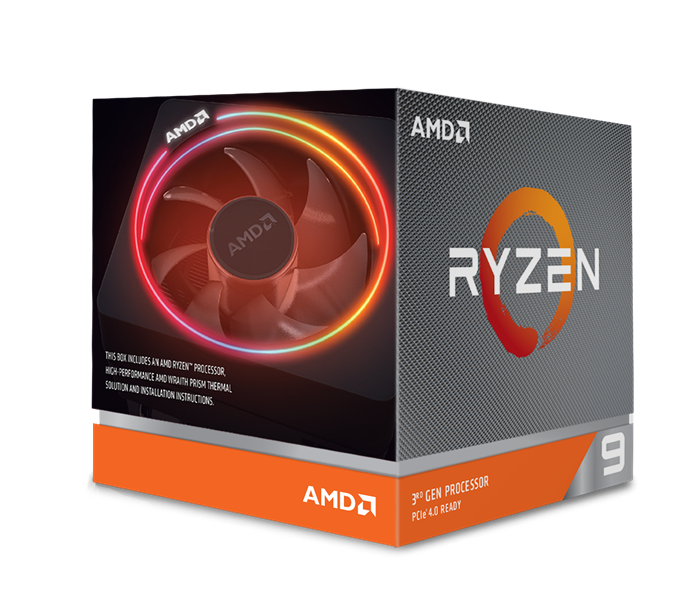 AMD
AMD
THIS BOX INCLUDES AN AMD RYZEN™ PROCESSOR,
HIGH-PERFORMANCE AMD WRAITH PRISM THERMAL
SOLUTION AND INSTALLATION INSTRUCTIONS.
AMD
AMD
RYZEN
9
3RD GEN PROCESSOR
PCIe® 4.0 READY